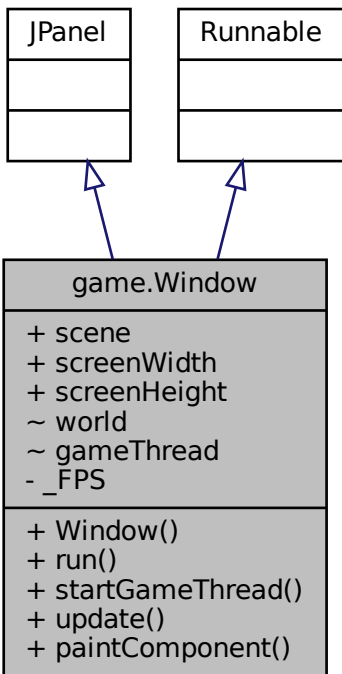 JPanel
Runnable
game.Window
+ scene
+ screenWidth
+ screenHeight
~ world
~ gameThread
- _FPS
+ Window()
+ run()
+ startGameThread()
+ update()
+ paintComponent()